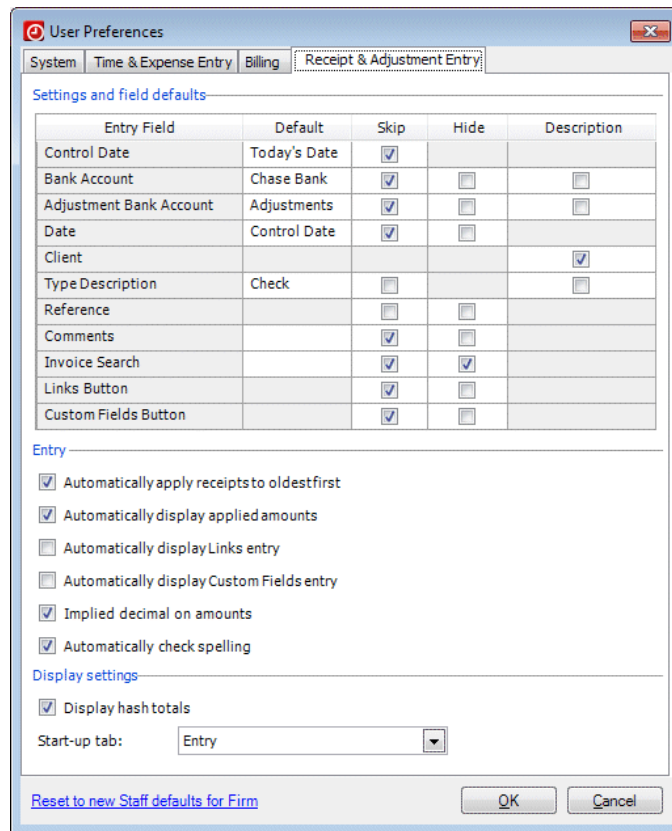 User Preferences
System Time & Expense Entry Billing Receipt & Adjustment Entry
Settings and field defaults
Entry Field Default Skip Hide Description
Control Date Today's Date
Bank Account Chase Bank
Adjustment Bank Account Adjustments
Date Control Date
Client
Type Description Check
Reference
Comments
Invoice Search
Links Button
Custom Fields Button
Entry
Automatically apply receipts to oldest first
Automatically display applied amounts
Automatically display Links entry
Automatically display Custom Fields entry
Implied decimal on amounts
Automatically check spelling
Display settings
Display hash totals
Start-up tab: Entry
Reset to new Staff defaults for Firm OK Cancel